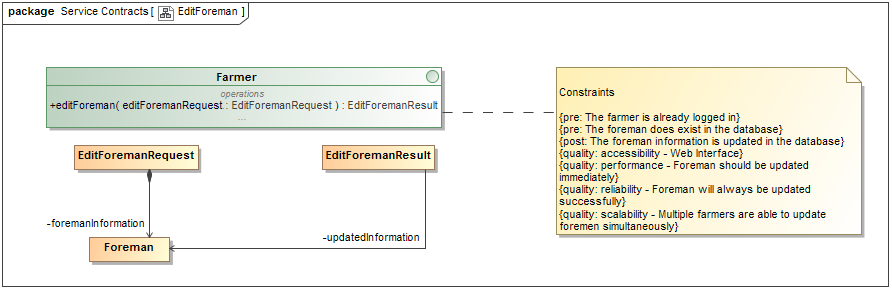 package Service Contracts [ EditForeman ]
Farmer
operations
+editForeman( editForemanRequest : EditForemanRequest ) : EditForemanResult
...
EditForemanRequest
EditForemanResult
-foremanInformation
-updatedInformation
Foreman
Constraints
{pre: The farmer is already logged in}
{pre: The foreman does exist in the database}
{post: The foreman information is updated in the database}
{quality: accessibility - Web Interface}
{quality: performance - Foreman should be updated
immediately}
{quality: reliability - Foreman will always be updated
successfully}
{quality: scalability - Multiple farmers are able to update
foremen simultaneously}